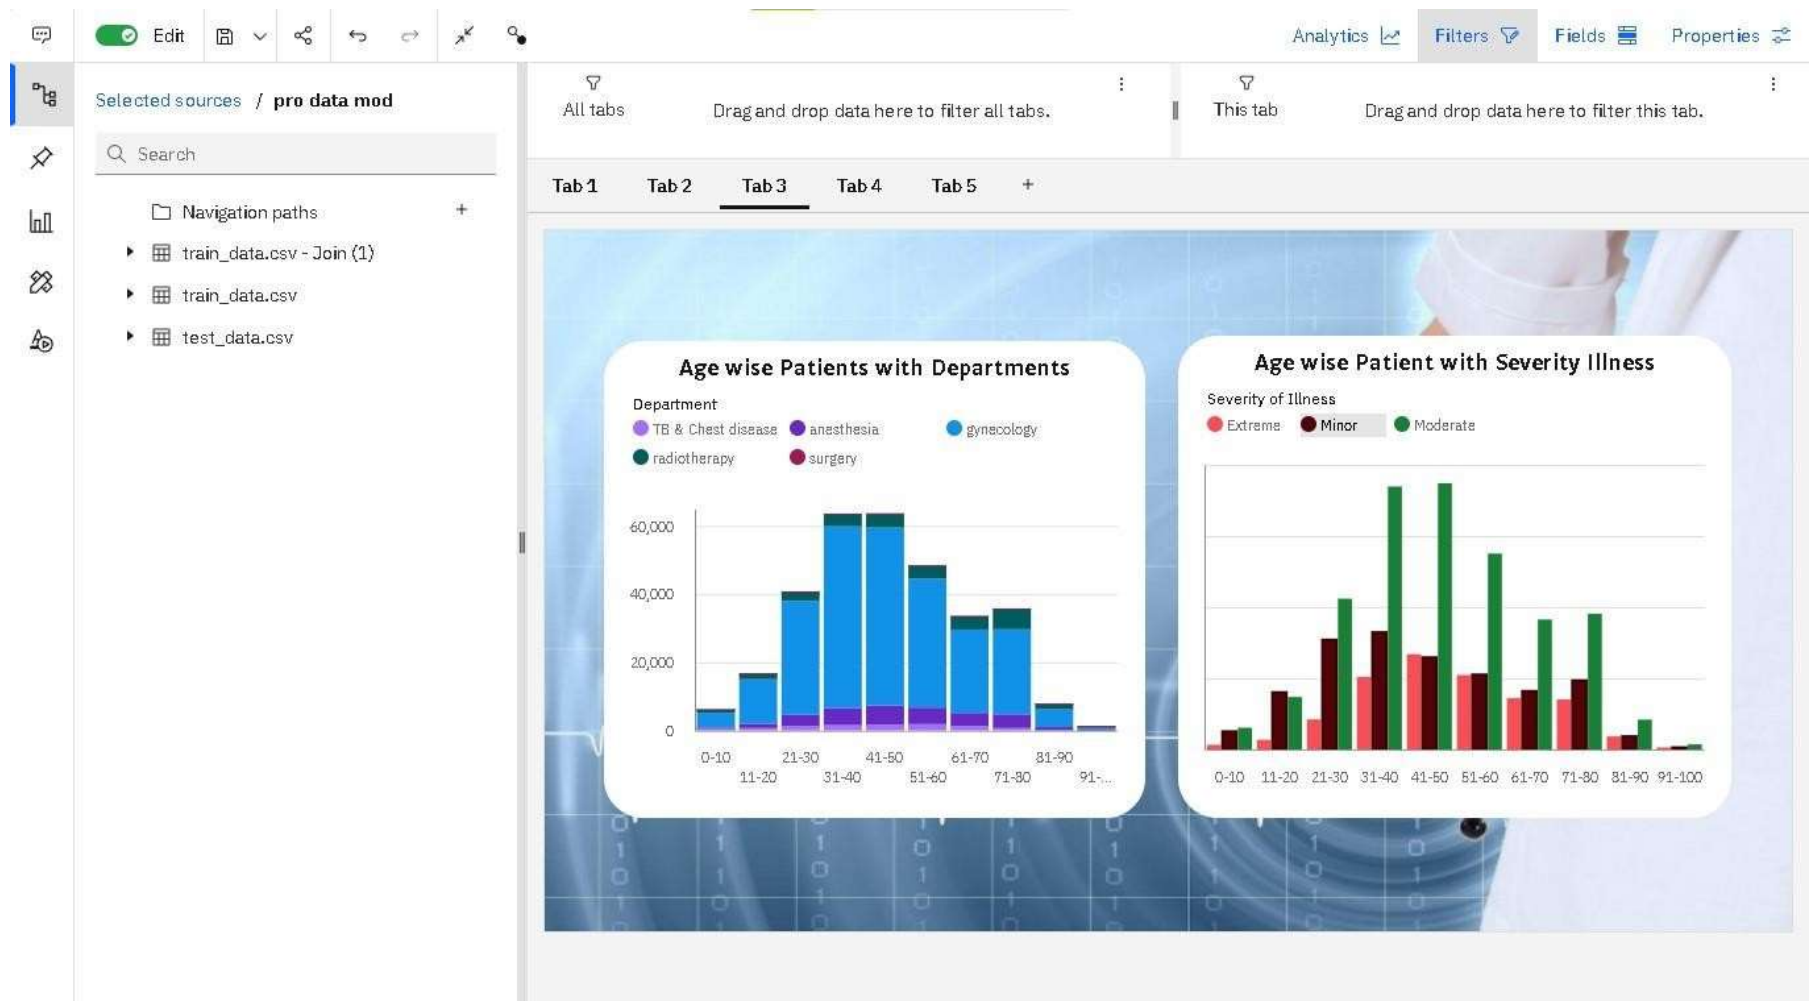 Edit
Analytics
Filters
Fields
Properties
Selected sources / pro data mod
Search
Navigation paths
train_data.csv - Join (1)
train_data.csv
test_data.csv
All tabs
Drag and drop data here to filter all tabs.
This tab
Drag and drop data here to filter this tab.
Tab 1 Tab 2 Tab 3 Tab 4 Tab 5 +
Age wise Patients with Departments
Department
TB & Chest disease anesthesia gynecology
radiotherapy surgery
60,000
40,000
20,000
0
0-10 21-30 41-50 61-70 81-90
11-20 31-40 51-60 71-80 91-...
Age wise Patient with Severity Illness
Severity of Illness
Extreme Minor Moderate
0-10 11-20 21-30 31-40 41-50 51-60 61-70 71-80 81-90 91-100